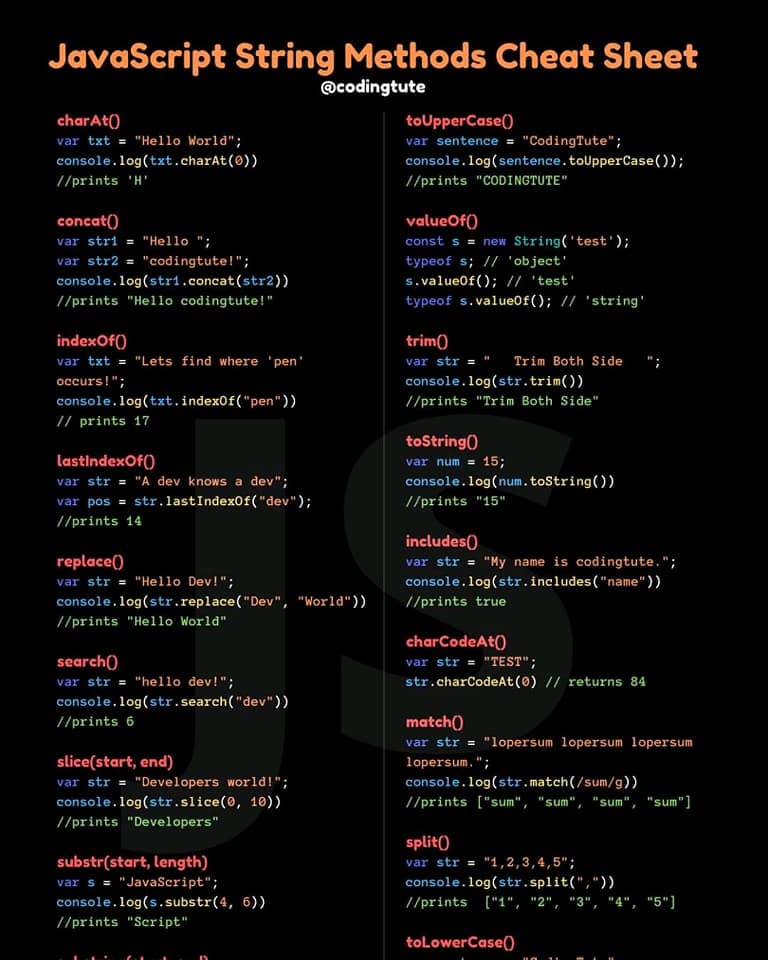 JavaScript String Methods Cheat Sheet
@codingtute
charAt()
var txt = "Hello World";
console.log(txt.charAt(0))
//prints 'H'
concat()
var str1 = "Hello ";
var str2 = "codingtute!";
console.log(str1.concat(str2))
//prints "Hello codingtute!"
indexOf()
var txt = "Lets find where 'pen'
occurs!";
console.log(txt.indexOf("pen"))
// prints 17
lastIndexOf()
var str = "A dev knows a dev";
var pos = str.lastIndexOf("dev");
//prints 14
replace()
var str = "Hello Dev!";
console.log(str.replace("Dev", "World"))
//prints "Hello World"
search()
var str = "hello dev!";
console.log(str.search("dev"))
//prints 6
slice(start, end)
var str = "Developers world!";
console.log(str.slice(0, 10))
//prints "Developers"
substr(start, length)
var s = "JavaScript";
console.log(s.substr(4, 6))
//prints "Script"
toUpperCase()
var sentence = "CodingTute";
console.log(sentence.toUpperCase());
//prints "CODINGTUTE"
valueOf()
const s = new String('test');
typeof s; // 'object'
s.valueOf(); // 'test'
typeof s.valueOf(); // 'string'
trim()
var str = "   Trim Both Side   ";
console.log(str.trim())
//prints "Trim Both Side"
toString()
var num = 15;
console.log(num.toString())
//prints "15"
includes()
var str = "My name is codingtute.";
console.log(str.includes("name"))
//prints true
charCodeAt()
var str = "TEST";
str.charCodeAt(0) // returns 84
match()
var str = "lopersum lopersum lopersum
lopersum.";
console.log(str.match(/sum/g))
//prints ["sum", "sum", "sum", "sum"]
split()
var str = "1,2,3,4,5";
console.log(str.split(","))
//prints  ["1", "2", "3", "4", "5"]
toLowerCase()
JS